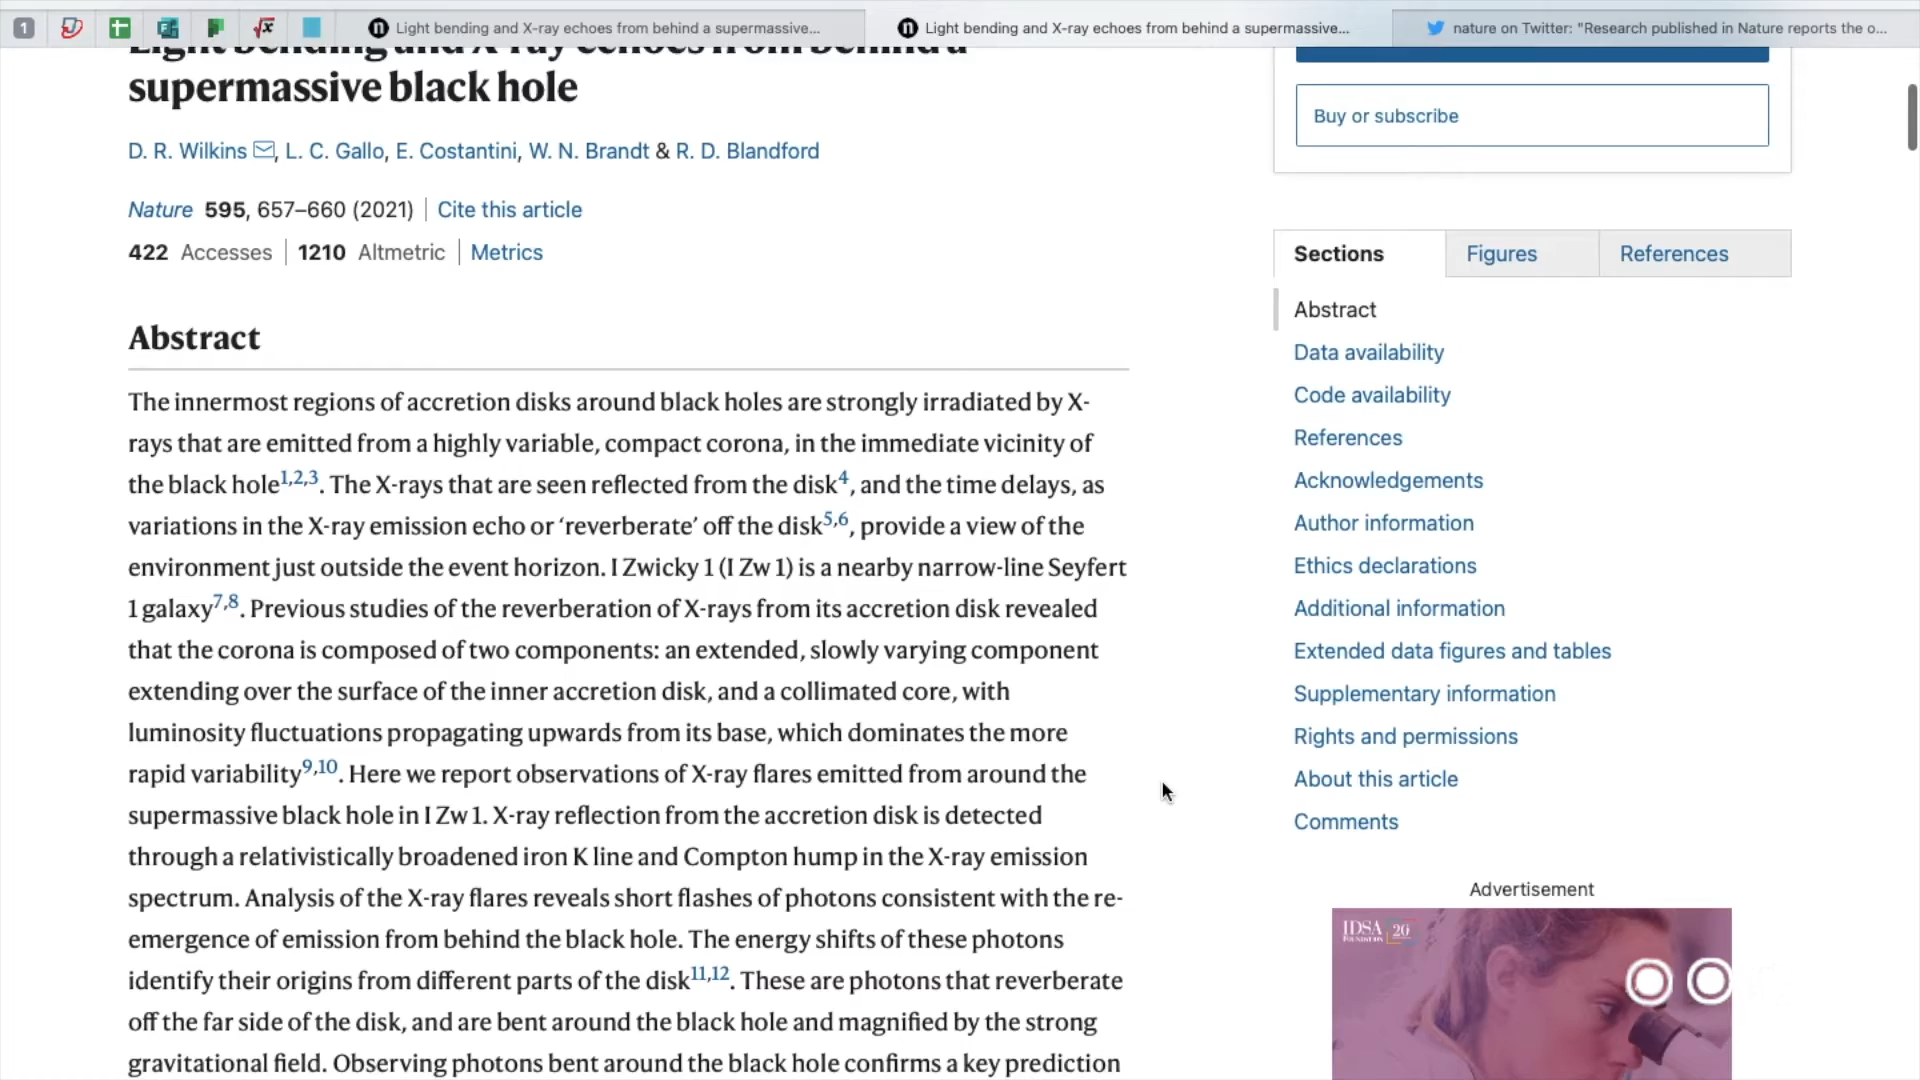 1
Light bending and X-ray echoes from behind a supermassive...
Light bending and X-ray echoes from behind a supermassive...
nature on Twitter: "Research published in Nature reports the o...
Light bending and X-ray echoes from behind a
supermassive black hole
D. R. Wilkins, L. C. Gallo, E. Costantini, W. N. Brandt & R. D. Blandford
Nature 595, 657–660 (2021) | Cite this article
422 Accesses | 1210 Altmetric | Metrics
Abstract
The innermost regions of accretion disks around black holes are strongly irradiated by X-
rays that are emitted from a highly variable, compact corona, in the immediate vicinity of
the black hole1,2,3. The X-rays that are seen reflected from the disk4, and the time delays, as
variations in the X-ray emission echo or ‘reverberate’ off the disk5,6, provide a view of the
environment just outside the event horizon. I Zwicky 1 (I Zw 1) is a nearby narrow-line Seyfert
1 galaxy7,8. Previous studies of the reverberation of X-rays from its accretion disk revealed
that the corona is composed of two components: an extended, slowly varying component
extending over the surface of the inner accretion disk, and a collimated core, with
luminosity fluctuations propagating upwards from its base, which dominates the more
rapid variability9,10. Here we report observations of X-ray flares emitted from around the
supermassive black hole in I Zw 1. X-ray reflection from the accretion disk is detected
through a relativistically broadened iron K line and Compton hump in the X-ray emission
spectrum. Analysis of the X-ray flares reveals short flashes of photons consistent with the re-
emergence of emission from behind the black hole. The energy shifts of these photons
identify their origins from different parts of the disk11,12. These are photons that reverberate
off the far side of the disk, and are bent around the black hole and magnified by the strong
gravitational field. Observing photons bent around the black hole confirms a key prediction
Buy or subscribe
Sections
Figures
References
Abstract
Data availability
Code availability
References
Acknowledgements
Author information
Ethics declarations
Additional information
Extended data figures and tables
Supplementary information
Rights and permissions
About this article
Comments
Advertisement
IDSA 20
FOUNDATION